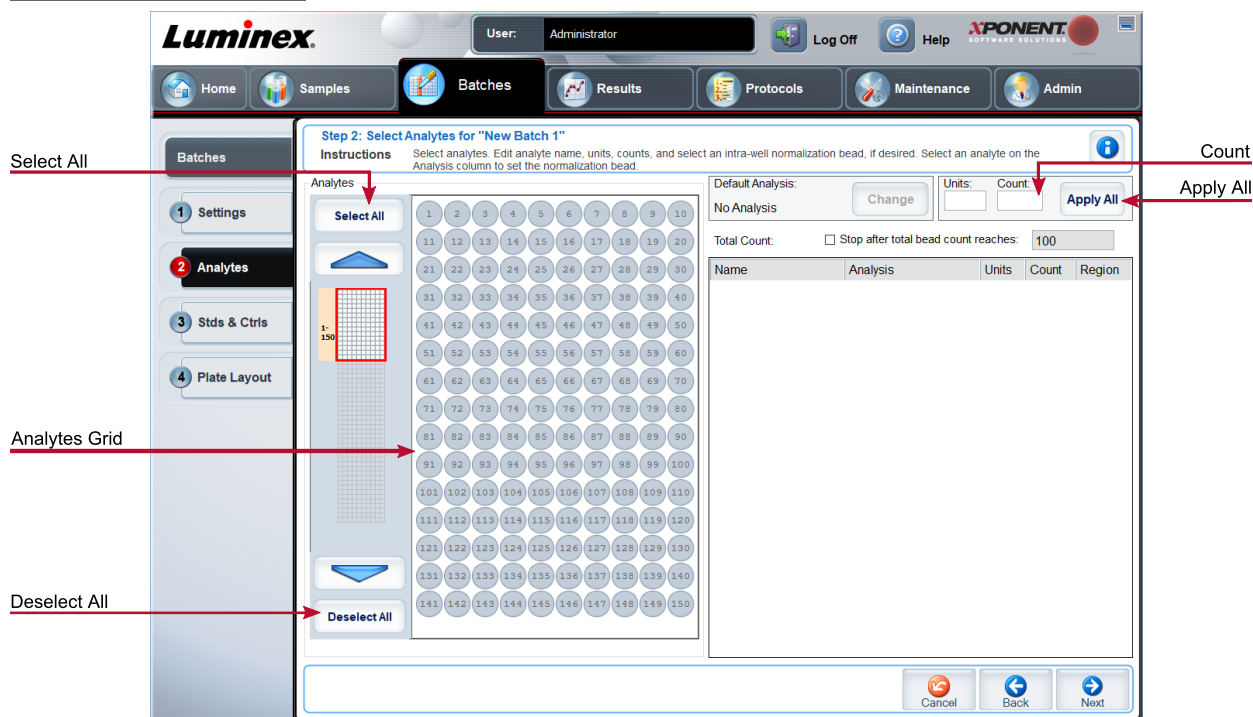 Luminex.
User: Administrator
Log Off
Help
XPONENT.
SOFTWARE SOLUTIONS
Home
Samples
Batches
Results
Protocols
Maintenance
Admin
Select All
Analytes Grid
Deselect All
Count
Apply All
Batches
1 Settings
2 Analytes
3 Stds & Ctrls
4 Plate Layout
Step 2: Select Analytes for "New Batch 1"
Instructions Select analytes. Edit analyte name, units, counts, and select an intra-well normalization bead, if desired. Select an analyte on the
Analysis column to set the normalization bead.
Analytes
Select All
1-
150
Deselect All
1 2 3 4 5 6 7 8 9 10
11 12 13 14 15 16 17 18 19 20
21 22 23 24 25 26 27 28 29 30
31 32 33 34 35 36 37 38 39 40
41 42 43 44 45 46 47 48 49 50
51 52 53 54 55 56 57 58 59 60
61 62 63 64 65 66 67 68 69 70
71 72 73 74 75 76 77 78 79 80
81 82 83 84 85 86 87 88 89 90
91 92 93 94 95 96 97 98 99 100
101 102 103 104 105 106 107 108 109 110
111 112 113 114 115 116 117 118 119 120
121 122 123 124 125 126 127 128 129 130
131 132 133 134 135 136 137 138 139 140
141 142 143 144 145 146 147 148 149 150
Default Analysis:
No Analysis
Change
Units: Count:
Apply All
Total Count: Stop after total bead count reaches: 100
Name Analysis Units Count Region
Cancel
Back
Next